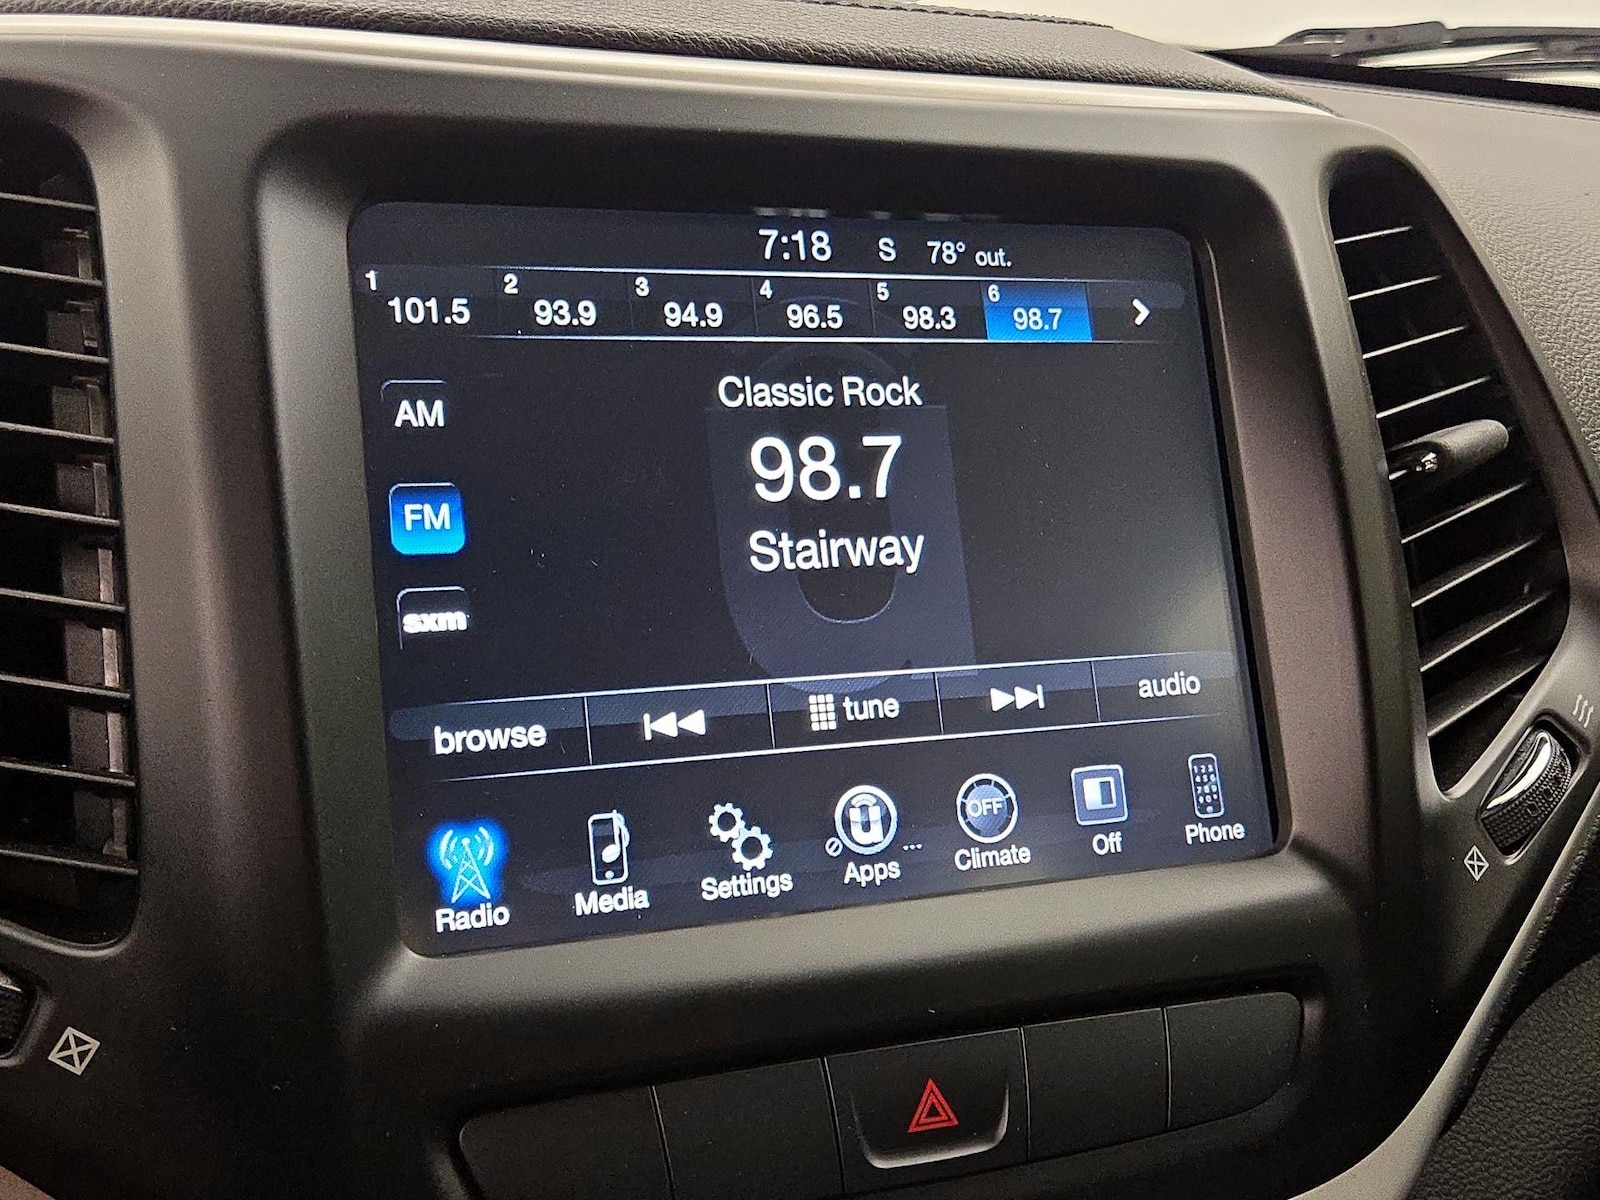 7:18 S 78° out.
1 101.5 2 93.9 3 94.9 4 96.5 5 98.3 6 98.7
Classic Rock
AM
98.7
FM
Stairway
sxm
browse tune audio
OFF
Radio Media Settings Apps ... Climate Off Phone